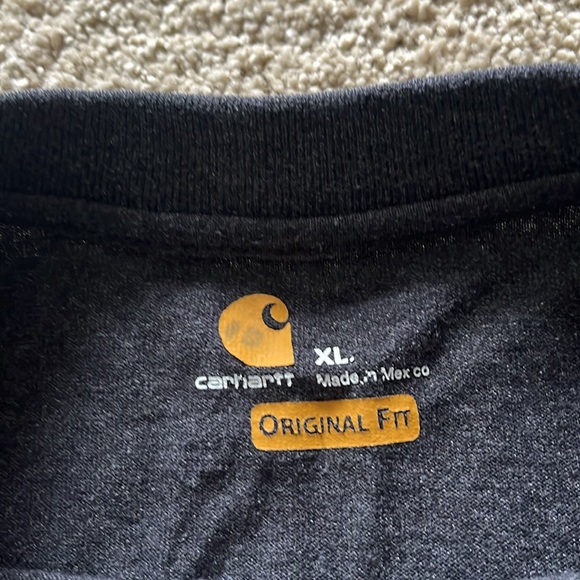 XL
carhartt
Made in Mexico
ORIGINAL FIT